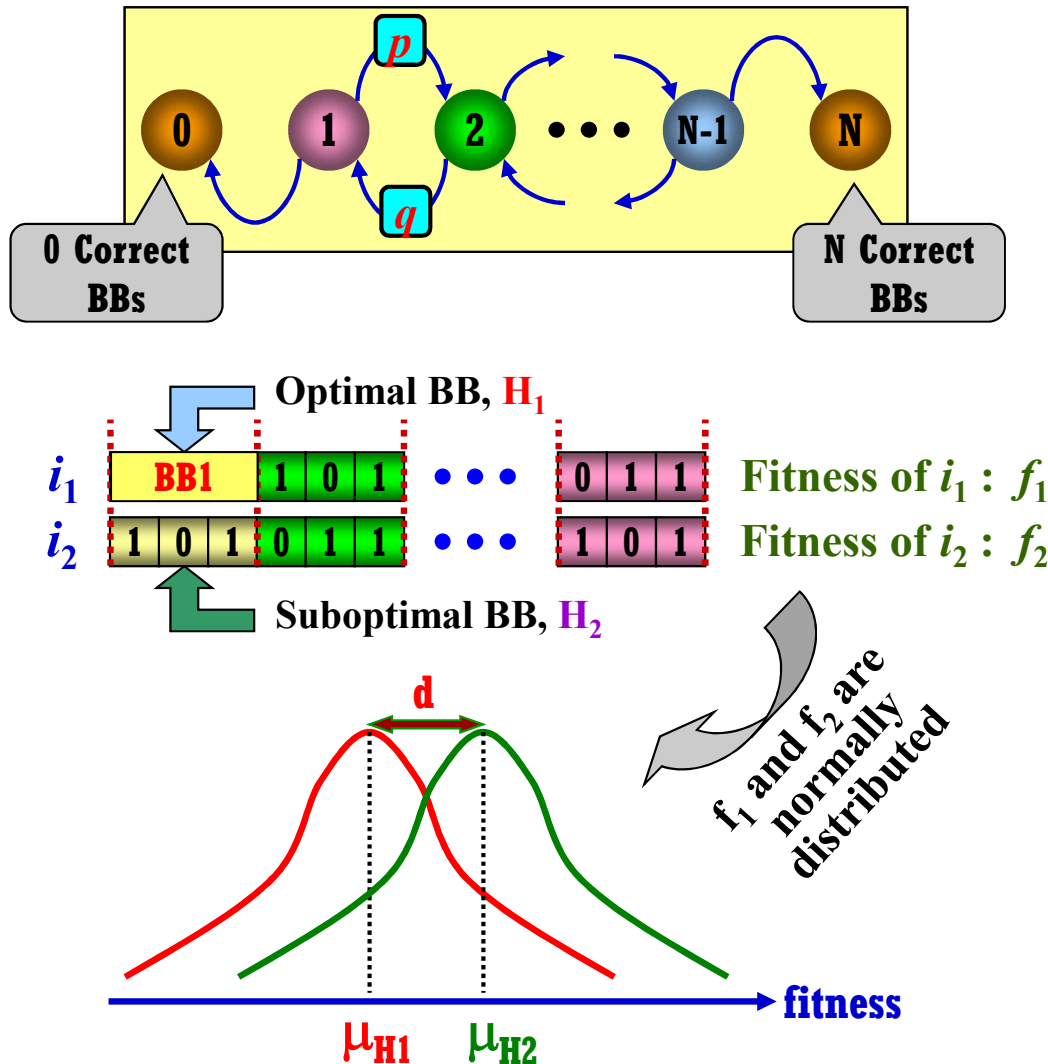 p
0 1 2 ••• N-1 N
q
0 Correct
BBs
N Correct
BBs
Optimal BB, H₁
i₁ BB1 1 0 1 ••• 0 1 1 Fitness of i₁ : f₁
i₂ 1 0 1 0 1 1 ••• 1 0 1 Fitness of i₂ : f₂
Suboptimal BB, H₂
f₁ and f₂ are
normally
distributed
d
fitness
μH1 μH2